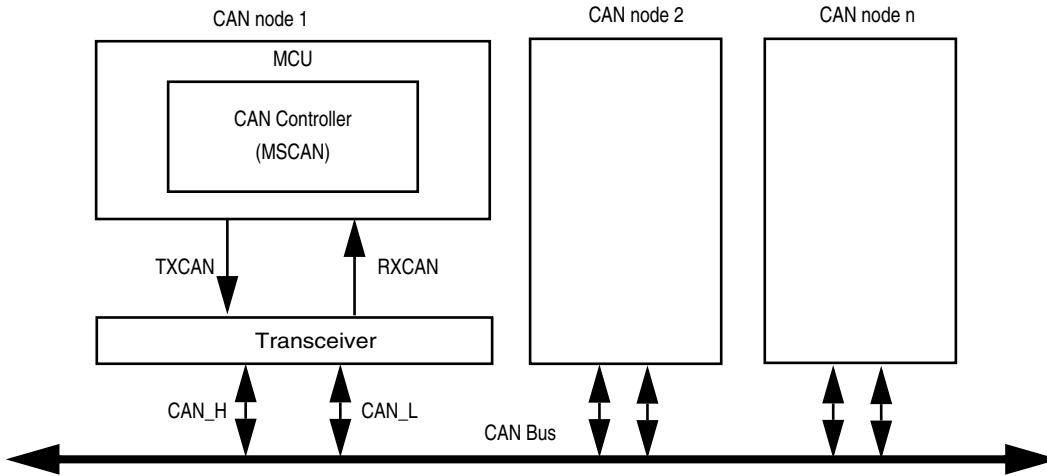 CAN node 1
CAN node 2
CAN node n
MCU
CAN Controller
(MSCAN)
TXCAN
RXCAN
Transceiver
CAN_H
CAN_L
CAN Bus